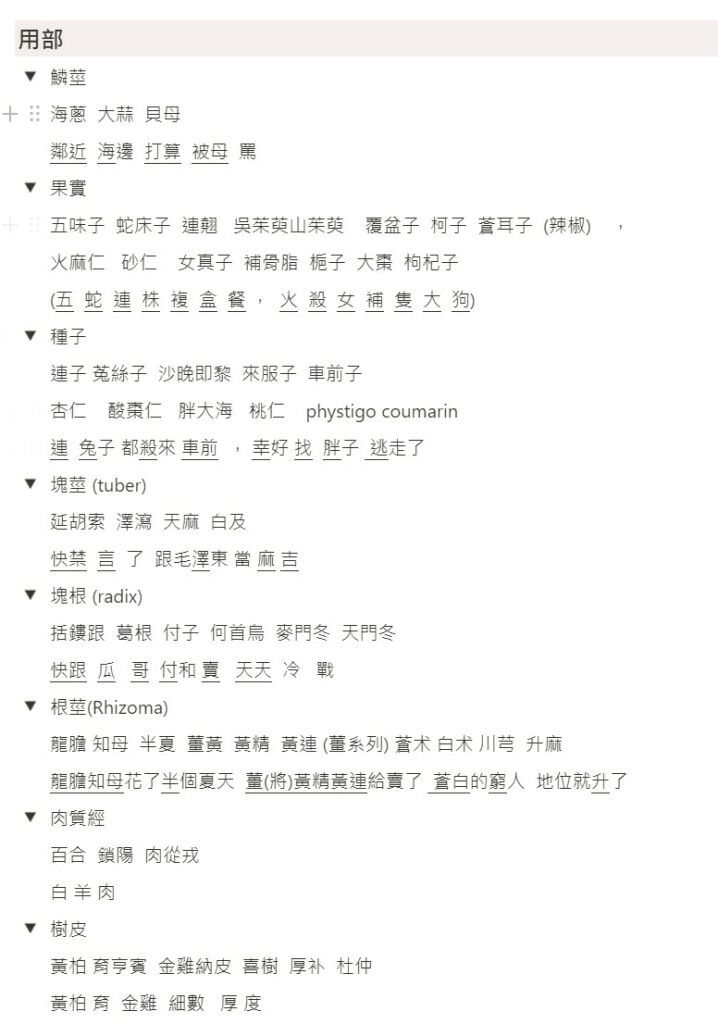 用部
鱗莖
海蔥 大蒜 貝母
鄰近 海邊 打算 被母 罵
果實
五味子 蛇床子 連翹 吳茱萸山茱萸 覆盆子 柯子 蒼耳子 (辣椒) ，
火麻仁 砂仁 女真子 補骨脂 梔子 大棗 枸杞子
(五 蛇 連 株 複 盒 餐 ， 火 殺 女 補 隻 大 狗)
種子
連子 菟絲子 沙晚即黎 來服子 車前子
杏仁 酸棗仁 胖大海 桃仁 phystigo coumarin
連 兔子 都殺來 車前 ，幸好 找 胖子 逃走了
塊莖 (tuber)
延胡索 澤瀉 天麻 白及
快禁 言 了 跟毛澤東 當 麻 吉
塊根 (radix)
括鏤跟 葛根 付子 何首烏 麥門冬 天門冬
快跟 瓜 哥 付和 賣 天天 冷 戰
根莖(Rhizoma)
龍膽 知母 半夏 薑黃 黃精 黃連 (薑系列) 蒼术 白术 川芎 升麻
龍膽知母花了半個夏天 薑(將)黃精黃連給賣了 蒼白的窮人 地位就升了
肉質經
百合 鎖陽 肉從戎
白 羊 肉
樹皮
黃柏 育亨賓 金雞納皮 喜樹 厚补 杜仲
黃柏 育 金雞 細數 厚 度